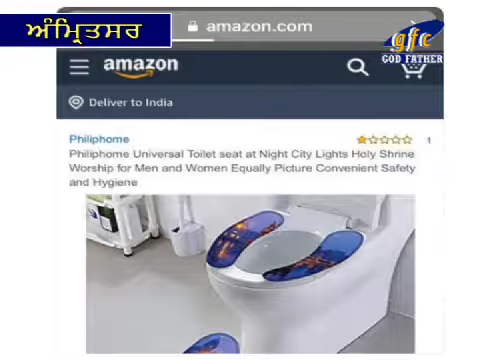 ਅੰਮ੍ਰਿਤਸਰ
amazon.com
gfc
GOD FATHER
amazon
Deliver to India
Philiphome
1
Philiphome Universal Toilet seat at Night City Lights Holy Shrine
Worship for Men and Women Equally Picture Convenient Safety
and Hygiene